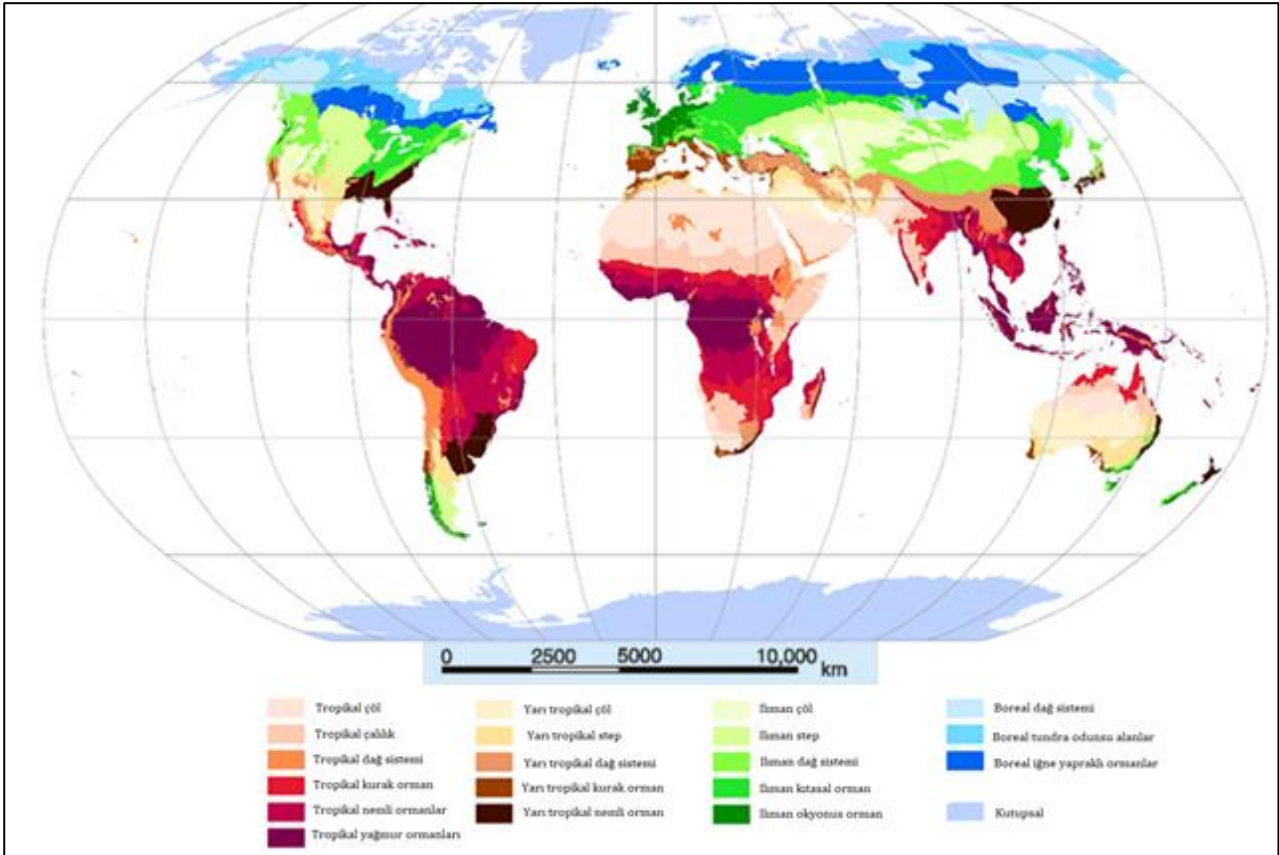 0 2500 5000 10,000 km
Tropikal çöl
Tropikal çalılık
Tropikal dağ sistemi
Tropikal kurak orman
Tropikal nemli ormanlar
Tropikal yağmur ormanları
Yarı tropikal çöl
Yarı tropikal step
Yarı tropikal dağ sistemi
Yarı tropikal kurak orman
Yarı tropikal nemli orman
Ilıman çöl
Ilıman step
Ilıman dağ sistemi
Ilıman kıtasal orman
Ilıman okyonus orman
Boreal dağ sistemi
Boreal tundra odunsu alanlar
Boreal iğne yapraklı ormanlar
Kutupsal